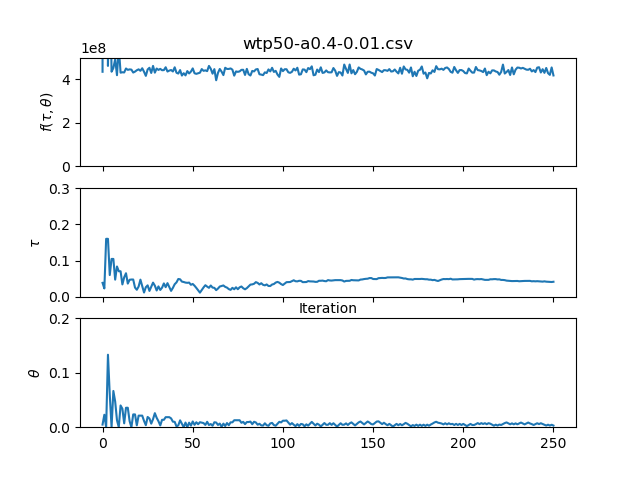 wtp50-a0.4-0.01.csv
1e8
4
2
0
f(τ, θ)
0.3
0.2
0.1
0.0
τ
Iteration
0.2
0.1
0.0
θ
0 50 100 150 200 250